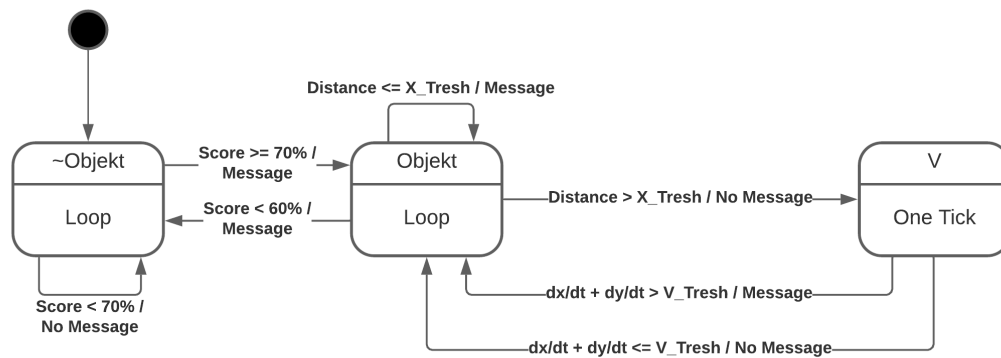 Distance <= X_Tresh / Message
~Objekt
Loop
Score >= 70% /
Message
Score < 60% /
Message
Objekt
Loop
Distance > X_Tresh / No Message
V
One Tick
Score < 70% /
No Message
dx/dt + dy/dt > V_Tresh / Message
dx/dt + dy/dt <= V_Tresh / No Message